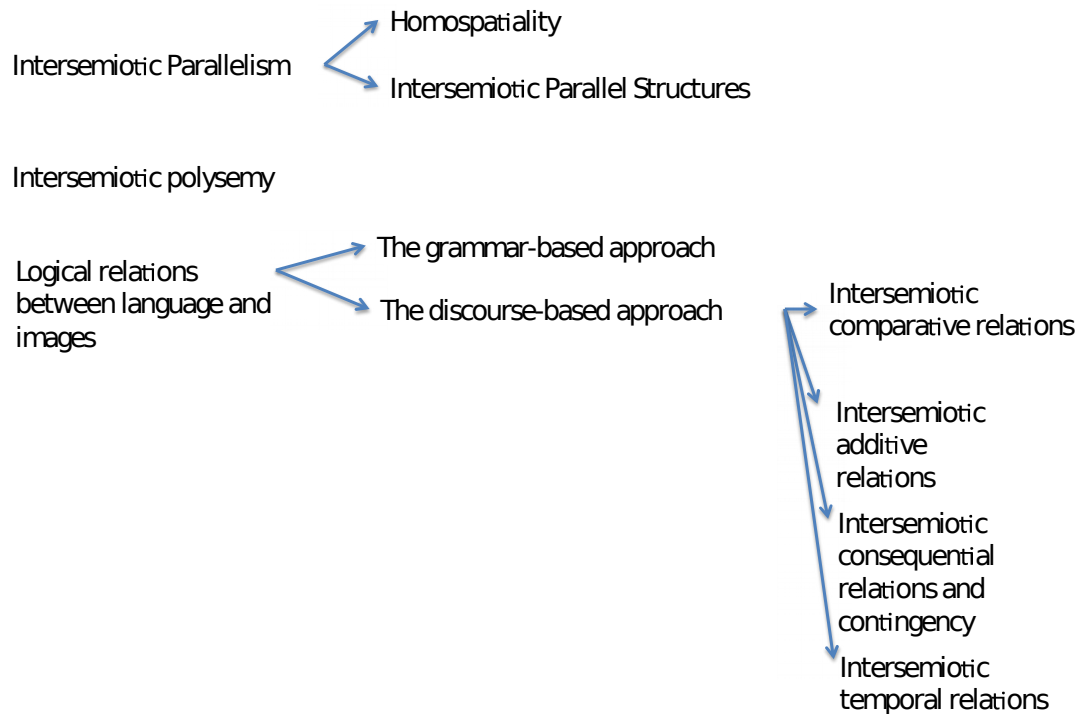 Homospatiality
Intersemiotic Parallelism
Intersemiotic Parallel Structures
Intersemiotic polysemy
The grammar-based approach
Logical relations
between language and
images
The discourse-based approach
Intersemiotic
comparative relations
Intersemiotic
additive
relations
Intersemiotic
consequential
relations and
contingency
Intersemiotic
temporal relations